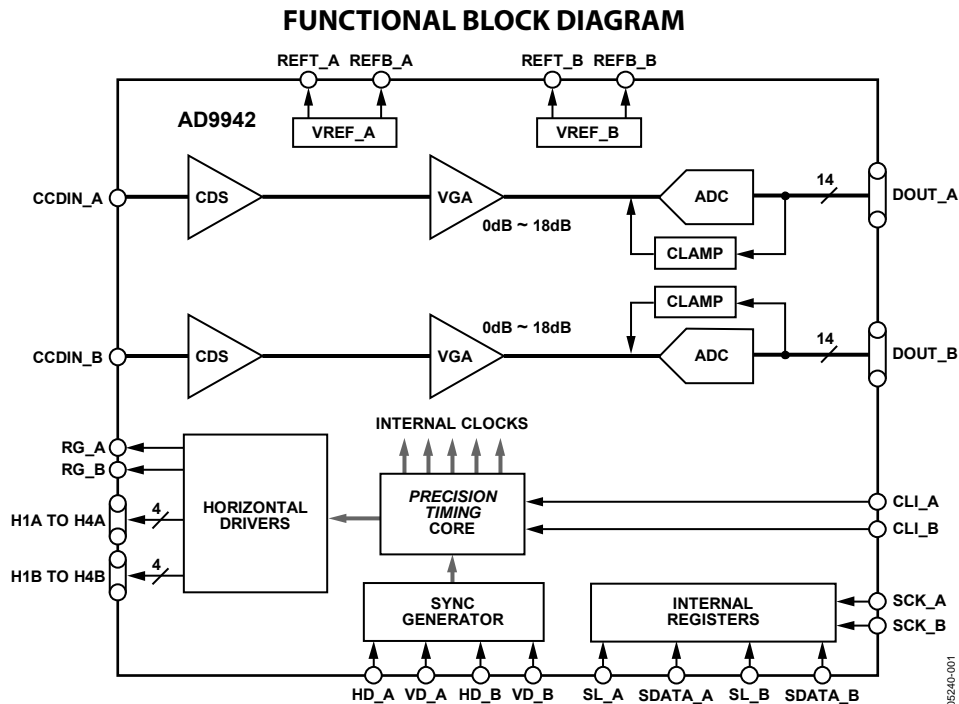 FUNCTIONAL BLOCK DIAGRAM
REFT_A REFB_A REFT_B REFB_B
AD9942
VREF_A VREF_B
CCDIN_A CDS VGA 0dB ~ 18dB ADC 14 DOUT_A
CLAMP
CLAMP
CCDIN_B CDS VGA 0dB ~ 18dB ADC 14 DOUT_B
INTERNAL CLOCKS
RG_A
RG_B
H1A TO H4A 4
H1B TO H4B 4
HORIZONTAL
DRIVERS
PRECISION
TIMING
CORE
CLI_A
CLI_B
SYNC
GENERATOR
INTERNAL
REGISTERS
SCK_A
SCK_B
HD_A VD_A HD_B VD_B SL_A SDATA_A SL_B SDATA_B
05240-001